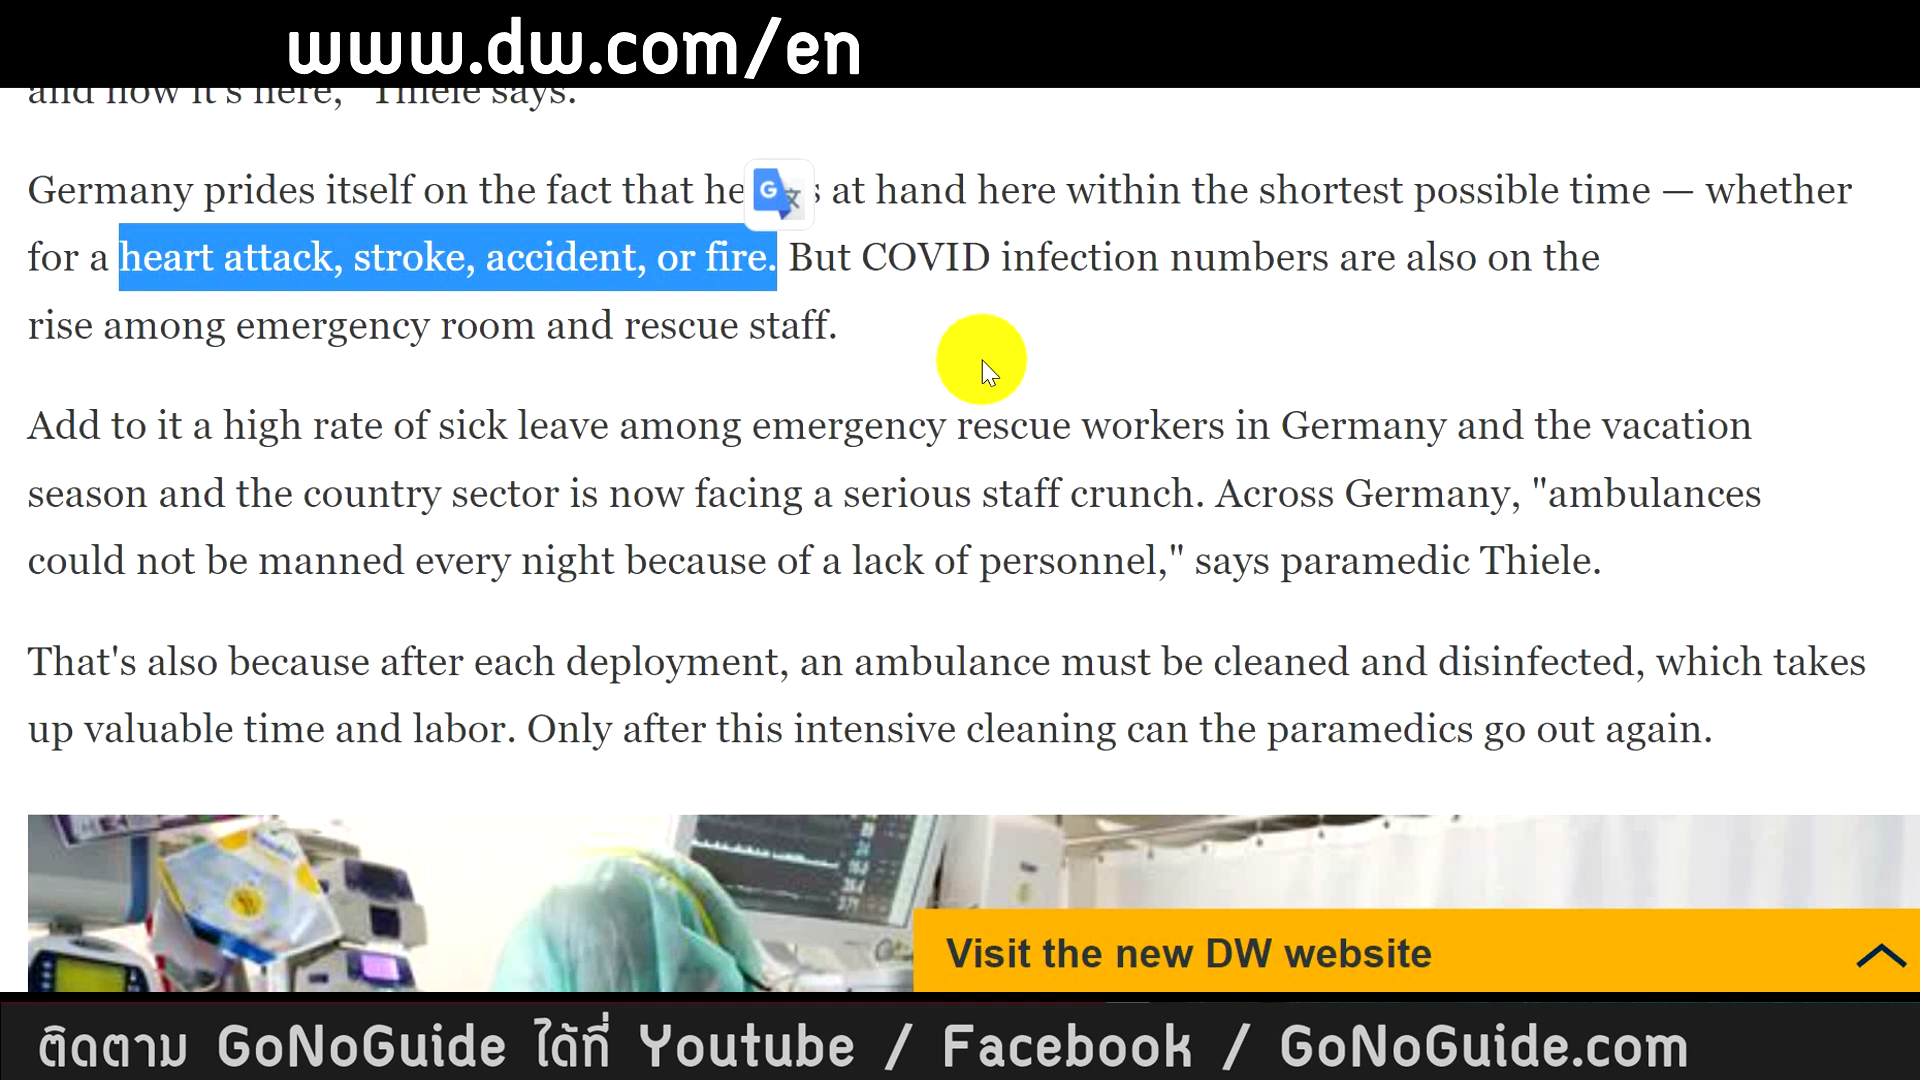 www.dw.com/en
and now it's here," Thiele says.
Germany prides itself on the fact that he s at hand here within the shortest possible time — whether
for a heart attack, stroke, accident, or fire. But COVID infection numbers are also on the
rise among emergency room and rescue staff.
Add to it a high rate of sick leave among emergency rescue workers in Germany and the vacation
season and the country sector is now facing a serious staff crunch. Across Germany, "ambulances
could not be manned every night because of a lack of personnel," says paramedic Thiele.
That's also because after each deployment, an ambulance must be cleaned and disinfected, which takes
up valuable time and labor. Only after this intensive cleaning can the paramedics go out again.
Visit the new DW website
ติดตาม GoNoGuide ได้ที่ Youtube / Facebook / GoNoGuide.com